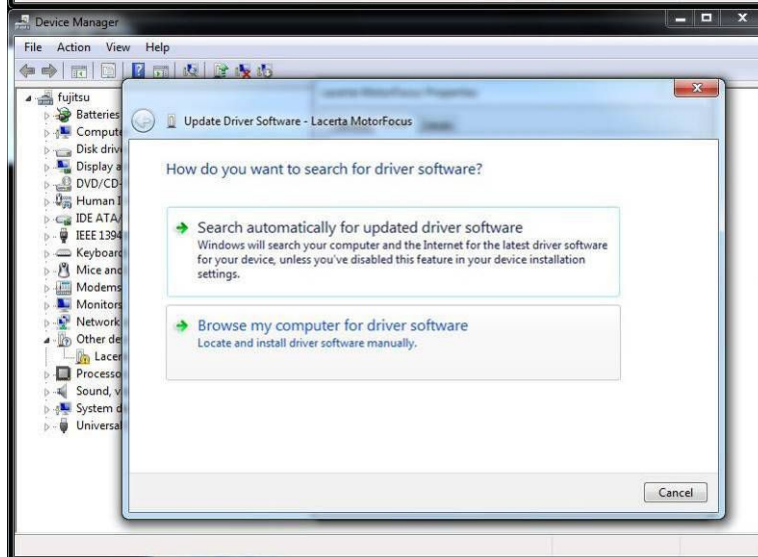 Device Manager
File Action View Help
fujitsu
Batteries
Compute
Disk driv
Display a
DVD/CD-
Human I
IDE ATA/
IEEE 1394
Keyboard
Mice and
Modems
Monitors
Network
Other de
Lacer
Processo
Sound, v
System d
Universal
Lacerta MotorFocus Properties
Update Driver Software - Lacerta MotorFocus
How do you want to search for driver software?
Search automatically for updated driver software
Windows will search your computer and the Internet for the latest driver software
for your device, unless you've disabled this feature in your device installation
settings.
Browse my computer for driver software
Locate and install driver software manually.
Cancel